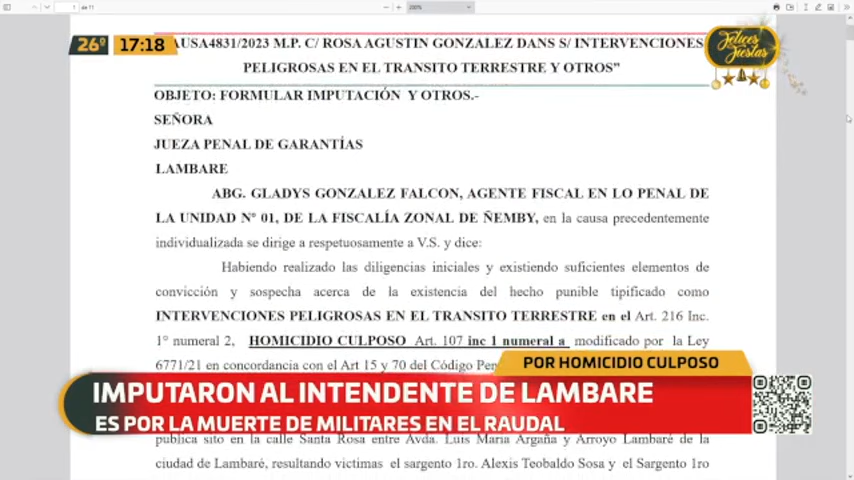 1 de 11
200%
26º 17:18
Felices Fiestas
AUSA4831/2023 M.P. C/ ROSA AGUSTIN GONZALEZ DANS S/ INTERVENCIONES
PELIGROSAS EN EL TRANSITO TERRESTRE Y OTROS”
OBJETO: FORMULAR IMPUTACIÓN Y OTROS.-
SEÑORA
JUEZA PENAL DE GARANTÍAS
LAMBARE
ABG. GLADYS GONZALEZ FALCON, AGENTE FISCAL EN LO PENAL DE
LA UNIDAD Nº 01, DE LA FISCALÍA ZONAL DE ÑEMBY, en la causa precedentemente
individualizada se dirige a respetuosamente a V.S. y dice:
Habiendo realizado las diligencias iniciales y existiendo suficientes elementos de
convicción y sospecha acerca de la existencia del hecho punible tipificado como
INTERVENCIONES PELIGROSAS EN EL TRANSITO TERRESTRE en el Art. 216 Inc.
1° numeral 2, HOMICIDIO CULPOSO Art. 107 inc 1 numeral a modificado por la Ley
6771/21 en concordancia con el Art 15 y 70 del Código Pen
POR HOMICIDIO CULPOSO
IMPUTARON AL INTENDENTE DE LAMBARE
ES POR LA MUERTE DE MILITARES EN EL RAUDAL
publica sito en la calle Santa Rosa entre Avda. Luis Maria Argaña y Arroyo Lambaré de la
ciudad de Lambaré, resultando victimas el sargento 1ro. Alexis Teobaldo Sosa y el Sargento 1ro